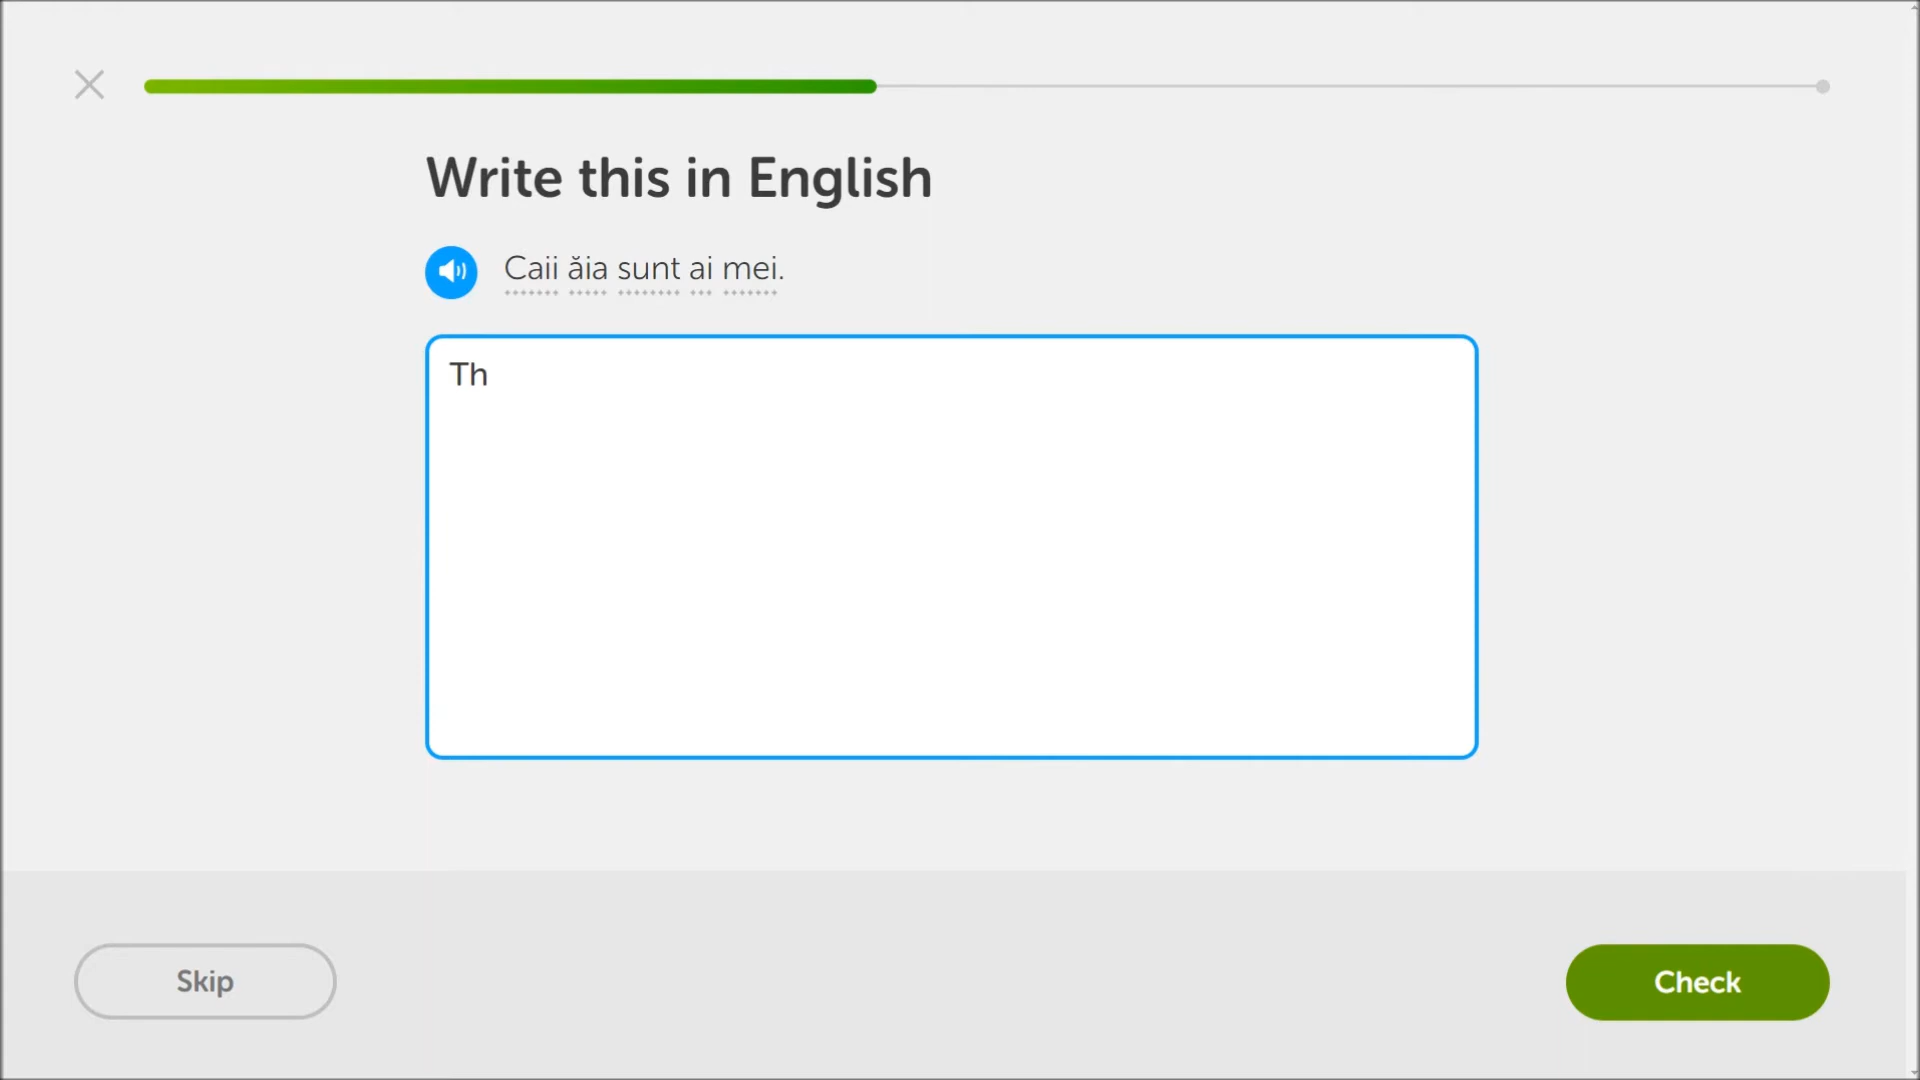 Write this in English
Caii ăia sunt ai mei.
Th
Skip
Check